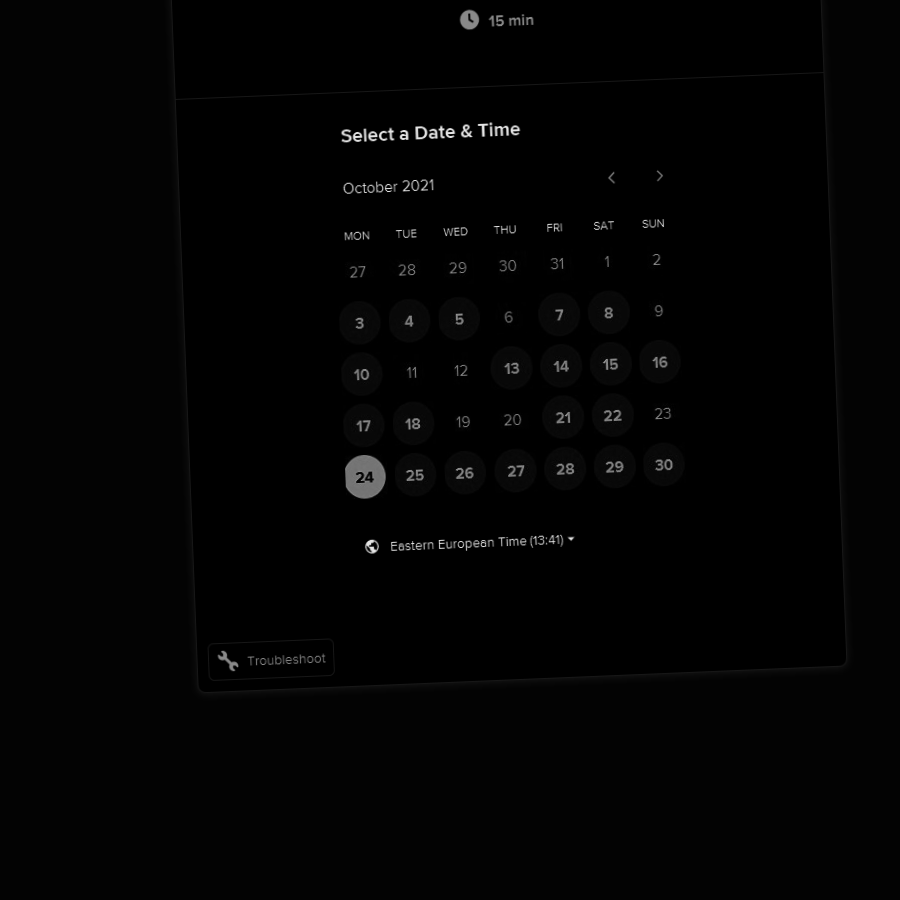 15 min
Select a Date & Time
October 2021
MON TUE WED THU FRI SAT SUN
27 28 29 30 31 1 2
3 4 5 6 7 8 9
10 11 12 13 14 15 16
17 18 19 20 21 22 23
24 25 26 27 28 29 30
Eastern European Time (13:41)
Troubleshoot